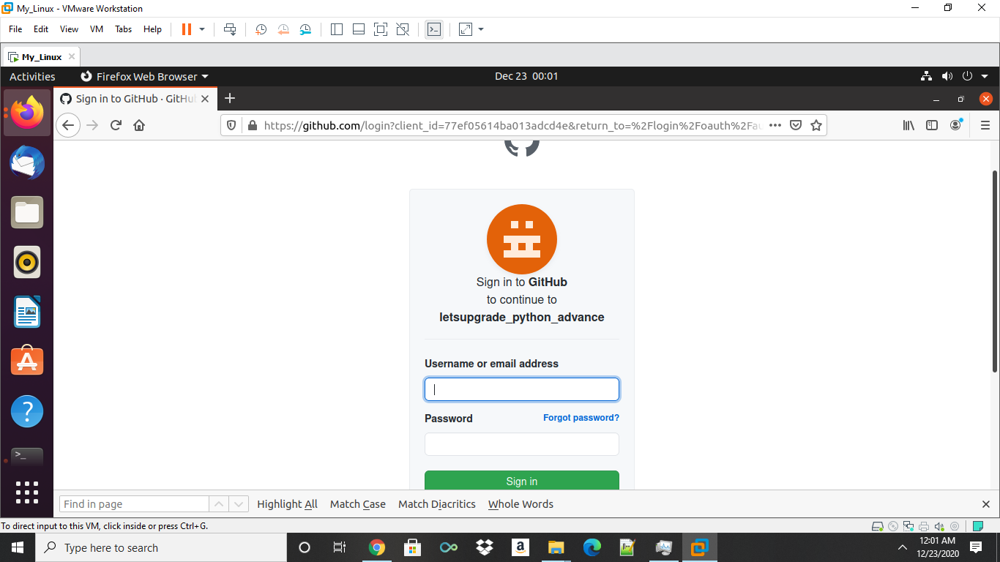 My_Linux - VMware Workstation
File Edit View VM Tabs Help
My_Linux
Activities Firefox Web Browser Dec 23 00:01
Sign in to GitHub · GitHu
https://github.com/login?client_id=77ef05614ba013adcd4e&return_to=%2Flogin%2Foauth%2Fau
Sign in to GitHub
to continue to
letsupgrade_python_advance
Username or email address
Password Forgot password?
Sign in
Find in page Highlight All Match Case Match Diacritics Whole Words
To direct input to this VM, click inside or press Ctrl+G.
Type here to search
12:01 AM
12/23/2020